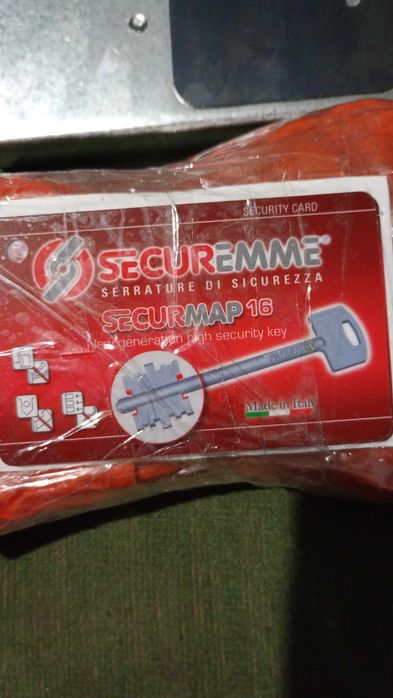 SECURITY CARD
SECUREMME®
SERRATURE DI SICUREZZA
SECURMAP 16
New generation high security key
Made in Italy